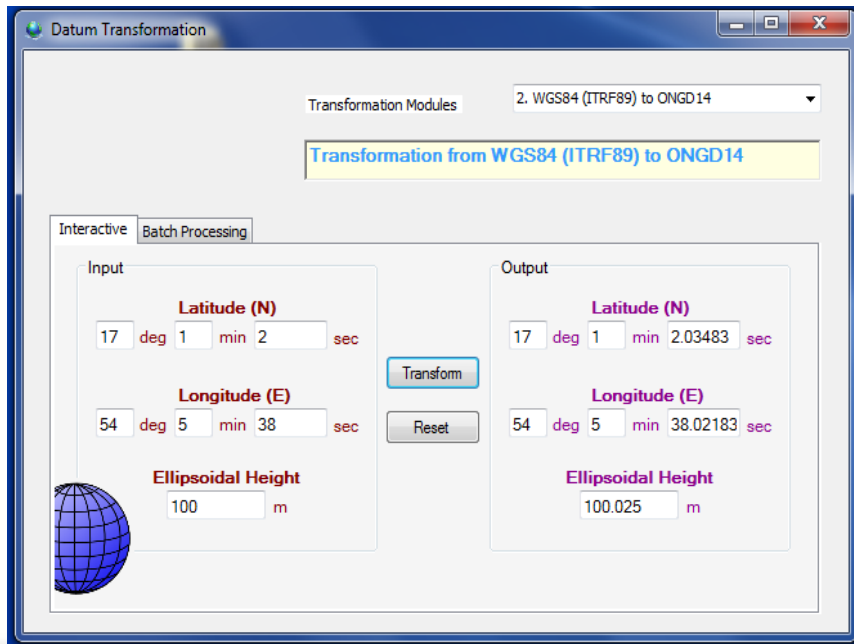 Datum Transformation
Transformation Modules
2. WGS84 (ITRF89) to ONGD14
Transformation from WGS84 (ITRF89) to ONGD14
Interactive
Batch Processing
Input
Latitude (N)
17 deg 1 min 2 sec
Longitude (E)
54 deg 5 min 38 sec
Ellipsoidal Height
100 m
Transform
Reset
Output
Latitude (N)
17 deg 1 min 2.03483 sec
Longitude (E)
54 deg 5 min 38.02183 sec
Ellipsoidal Height
100.025 m